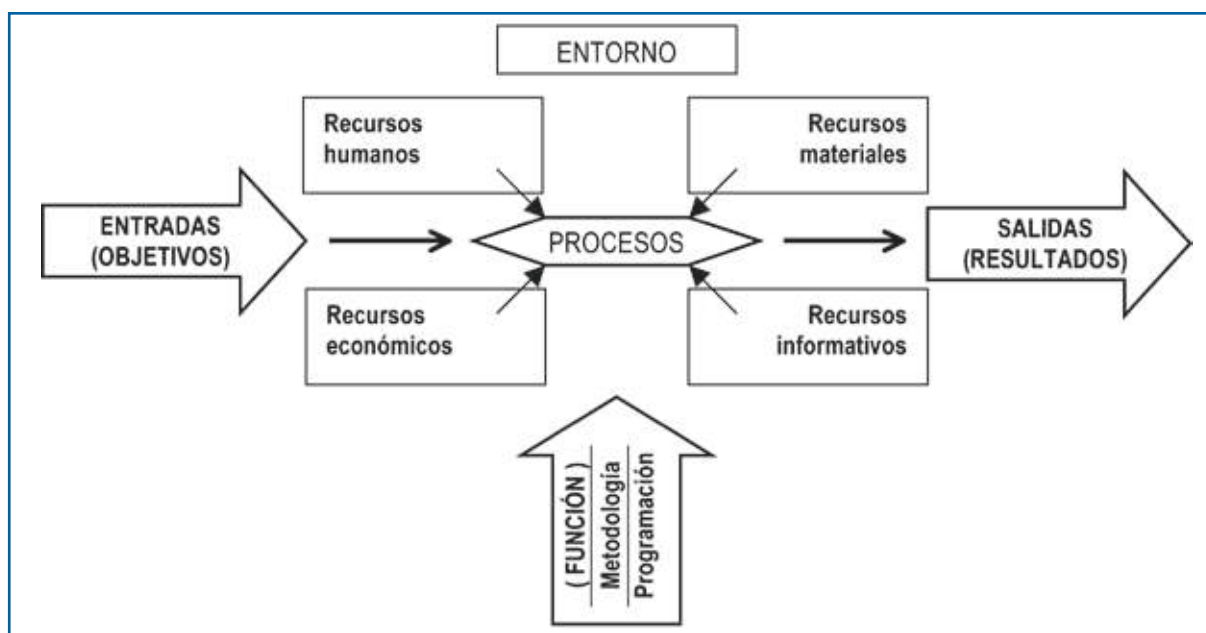 ENTORNO
Recursos
humanos
Recursos
materiales
ENTRADAS
(OBJETIVOS)
PROCESOS
SALIDAS
(RESULTADOS)
Recursos
económicos
Recursos
informativos
( FUNCIÓN )
Metodología
Programación